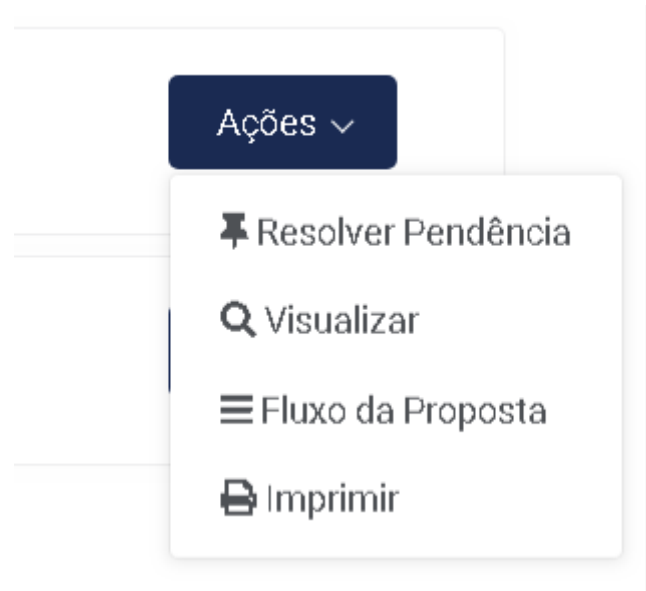 Ações
Resolver Pendência
Visualizar
Fluxo da Proposta
Imprimir